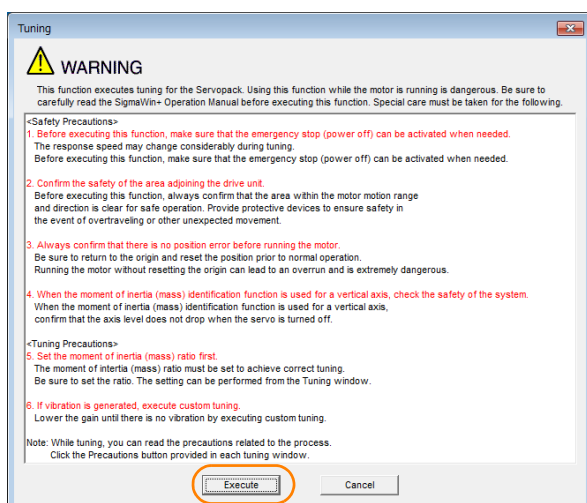 Tuning
WARNING
This function executes tuning for the Servopack. Using this function while the motor is running is dangerous. Be sure to
carefully read the SigmaWin+ Operation Manual before executing this function. Special care must be taken for the following.
<Safety Precautions>
1. Before executing this function, make sure that the emergency stop (power off) can be activated when needed.
The response speed may change considerably during tuning.
Before executing this function, make sure that the emergency stop (power off) can be activated when needed.
2. Confirm the safety of the area adjoining the drive unit.
Before executing this function, always confirm that the area within the motor motion range
and direction is clear for safe operation. Provide protective devices to ensure safety in
the event of overtraveling or other unexpected movement.
3. Always confirm that there is no position error before running the motor.
Be sure to return to the origin and reset the position prior to normal operation.
Running the motor without resetting the origin can lead to an overrun and is extremely dangerous.
4. When the moment of inertia (mass) identification function is used for a vertical axis, check the safety of the system.
When the moment of inertia (mass) identification function is used for a vertical axis,
confirm that the axis level does not drop when the servo is turned off.
<Tuning Precautions>
5. Set the moment of inertia (mass) ratio first.
The moment of intertia (mass) ratio must be set to achieve correct tuning.
Be sure to set the ratio. The setting can be performed from the Tuning window.
6. If vibration is generated, execute custom tuning.
Lower the gain until there is no vibration by executing custom tuning.
Note: While tuning, you can read the precautions related to the process.
Click the Precautions button provided in each tuning window.
Execute Cancel